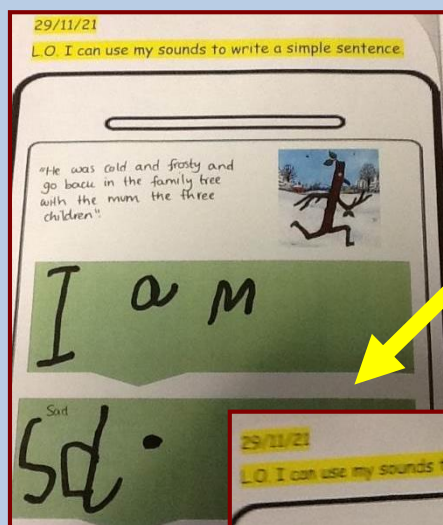 29/11/21
L.O. I can use my sounds to write a simple sentence.
"He was cold and frosty and
go back in the family tree
with the mum the three
children".
I am
Sad
Sd.
29/11/21
L.O. I can use my sounds t